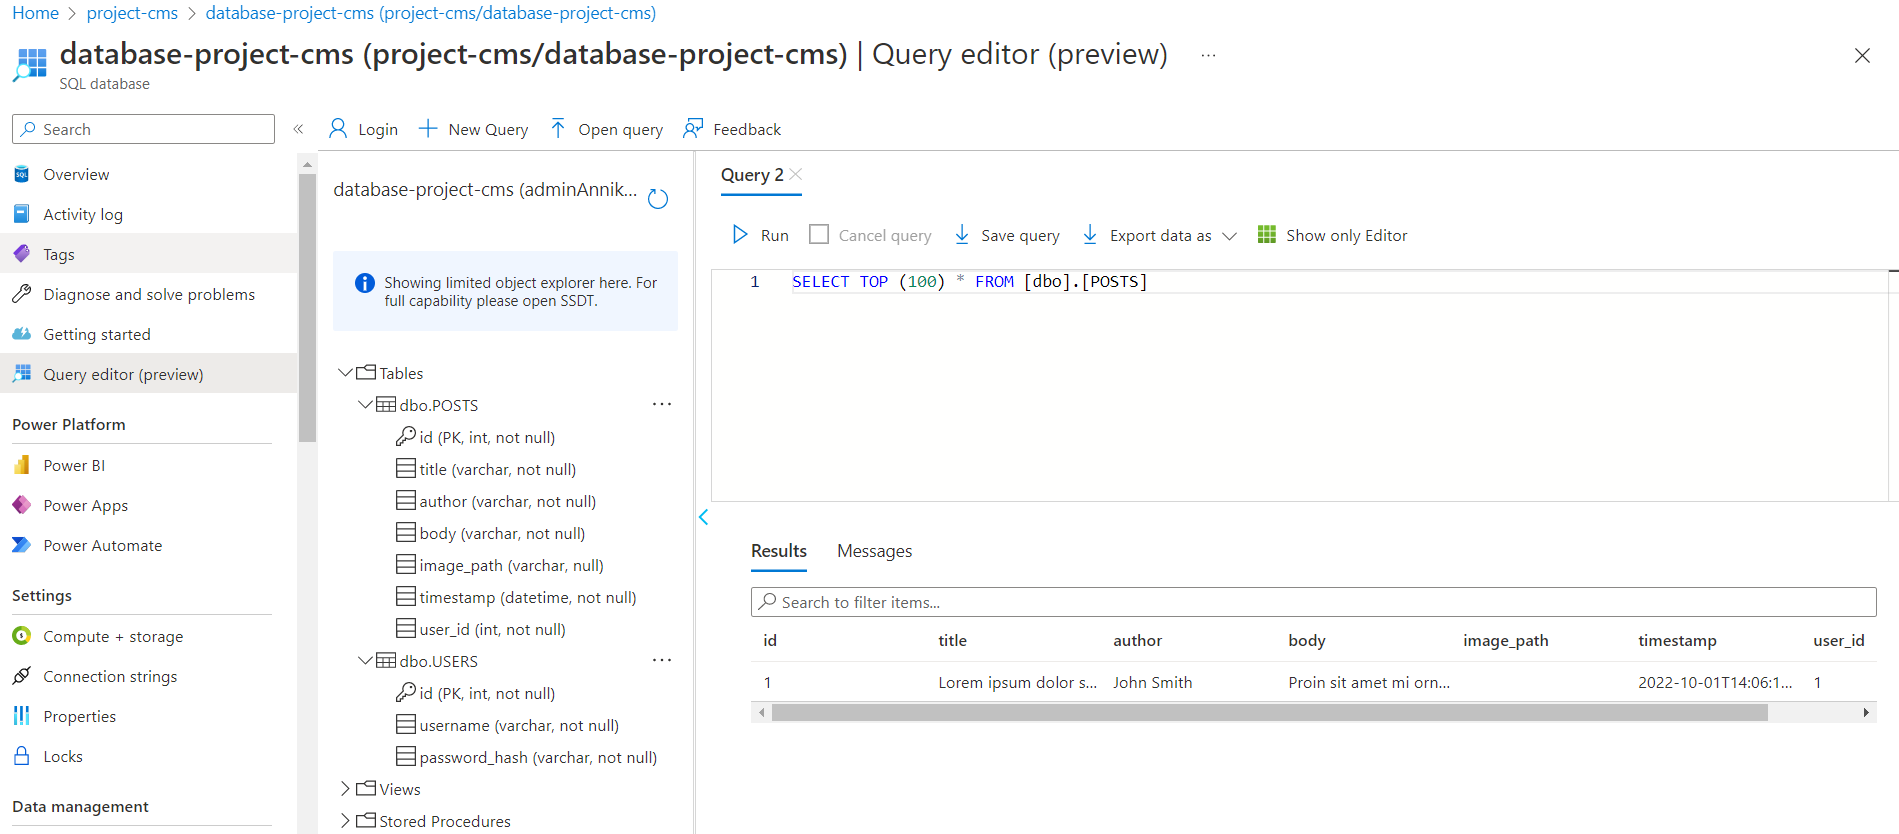 Home > project-cms > database-project-cms (project-cms/database-project-cms)
database-project-cms (project-cms/database-project-cms) | Query editor (preview) ...
SQL database
Search
«
Login
New Query
Open query
Feedback
Overview
Activity log
Tags
Diagnose and solve problems
Getting started
Query editor (preview)
Power Platform
Power BI
Power Apps
Power Automate
Settings
Compute + storage
Connection strings
Properties
Locks
Data management
database-project-cms (adminAnnik...
Showing limited object explorer here. For
full capability please open SSDT.
Tables
dbo.POSTS ...
id (PK, int, not null)
title (varchar, not null)
author (varchar, not null)
body (varchar, not null)
image_path (varchar, null)
timestamp (datetime, not null)
user_id (int, not null)
dbo.USERS ...
id (PK, int, not null)
username (varchar, not null)
password_hash (varchar, not null)
Views
Stored Procedures
Query 2
Run
Cancel query
Save query
Export data as
Show only Editor
1 SELECT TOP (100) * FROM [dbo].[POSTS]
Results Messages
Search to filter items...
id title author body image_path timestamp user_id
1 Lorem ipsum dolor s... John Smith Proin sit amet mi orn... 2022-10-01T14:06:1... 1